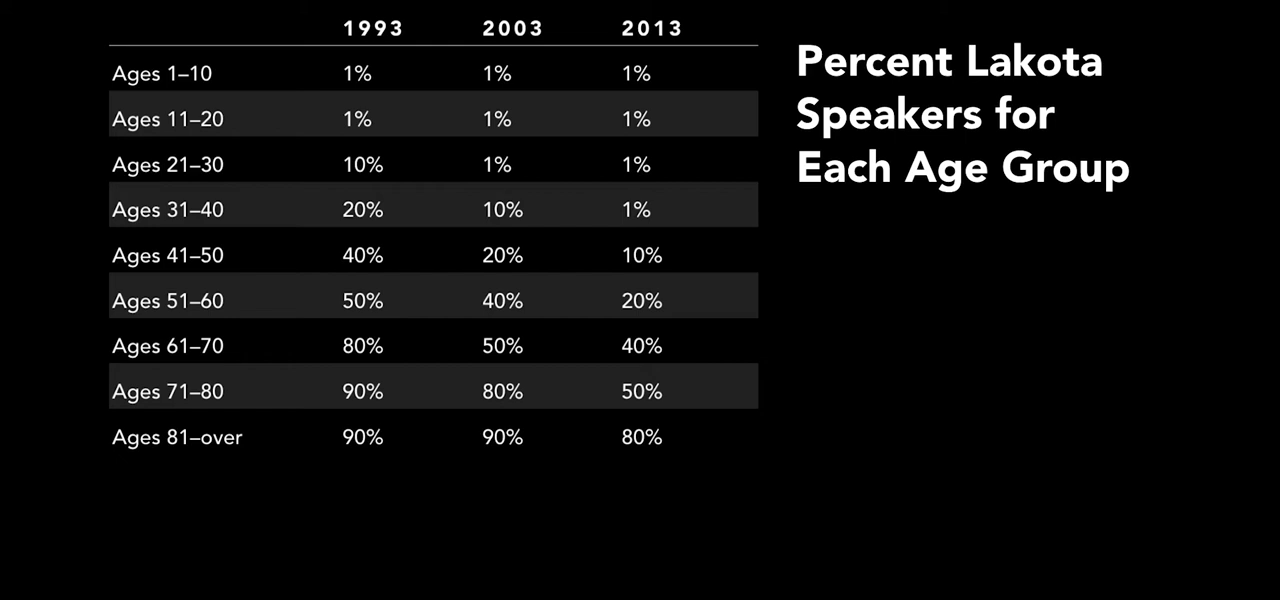 1993 2003 2013
Ages 1–10 1% 1% 1%
Ages 11–20 1% 1% 1%
Ages 21–30 10% 1% 1%
Ages 31–40 20% 10% 1%
Ages 41–50 40% 20% 10%
Ages 51–60 50% 40% 20%
Ages 61–70 80% 50% 40%
Ages 71–80 90% 80% 50%
Ages 81–over 90% 90% 80%
Percent Lakota
Speakers for
Each Age Group